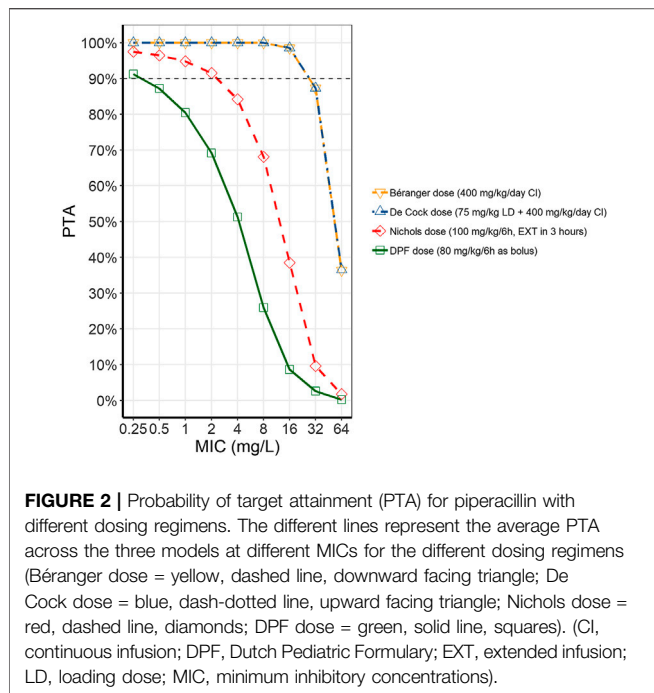 100%
90%
80%
70%
60%
50%
40%
30%
20%
10%
0%
PTA
0.25 0.5 1 2 4 8 16 32 64
MIC (mg/L)
Béranger dose (400 mg/kg/day CI)
De Cock dose (75 mg/kg LD + 400 mg/kg/day CI)
Nichols dose (100 mg/kg/6h, EXT in 3 hours)
DPF dose (80 mg/kg/6h as bolus)
FIGURE 2 | Probability of target attainment (PTA) for piperacillin with
different dosing regimens. The different lines represent the average PTA
across the three models at different MICs for the different dosing regimens
(Béranger dose = yellow, dashed line, downward facing triangle; De
Cock dose = blue, dash-dotted line, upward facing triangle; Nichols dose =
red, dashed line, diamonds; DPF dose = green, solid line, squares). (CI,
continuous infusion; DPF, Dutch Pediatric Formulary; EXT, extended infusion;
LD, loading dose; MIC, minimum inhibitory concentrations).